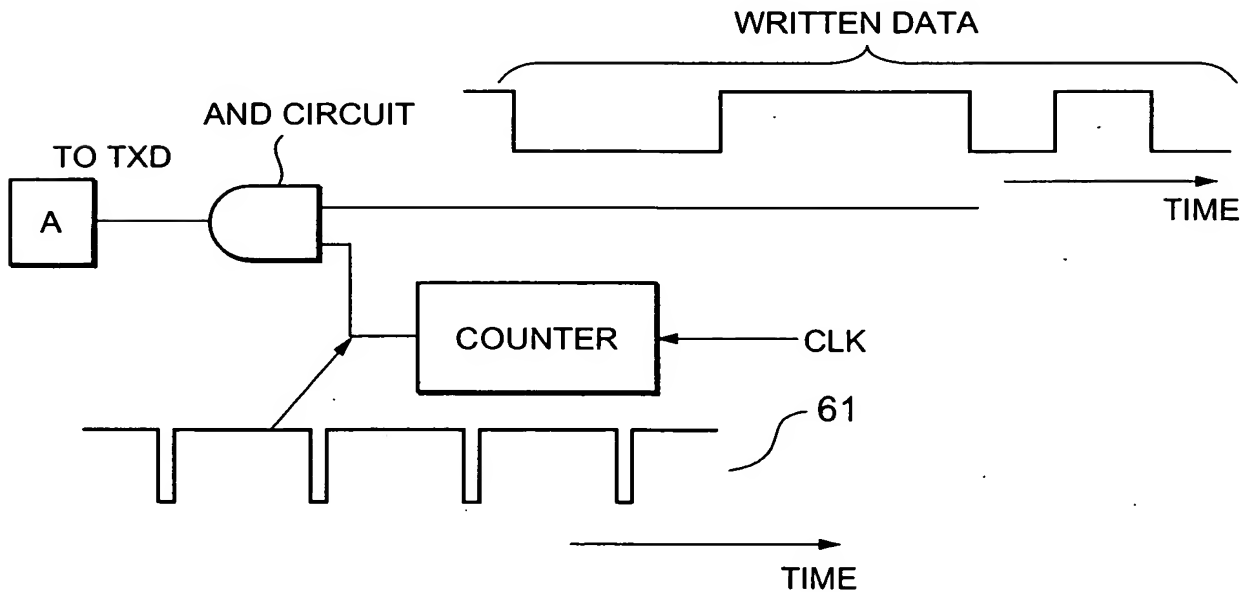 WRITTEN DATA
AND CIRCUIT
TO TXD
A
TIME
COUNTER
CLK
61
TIME